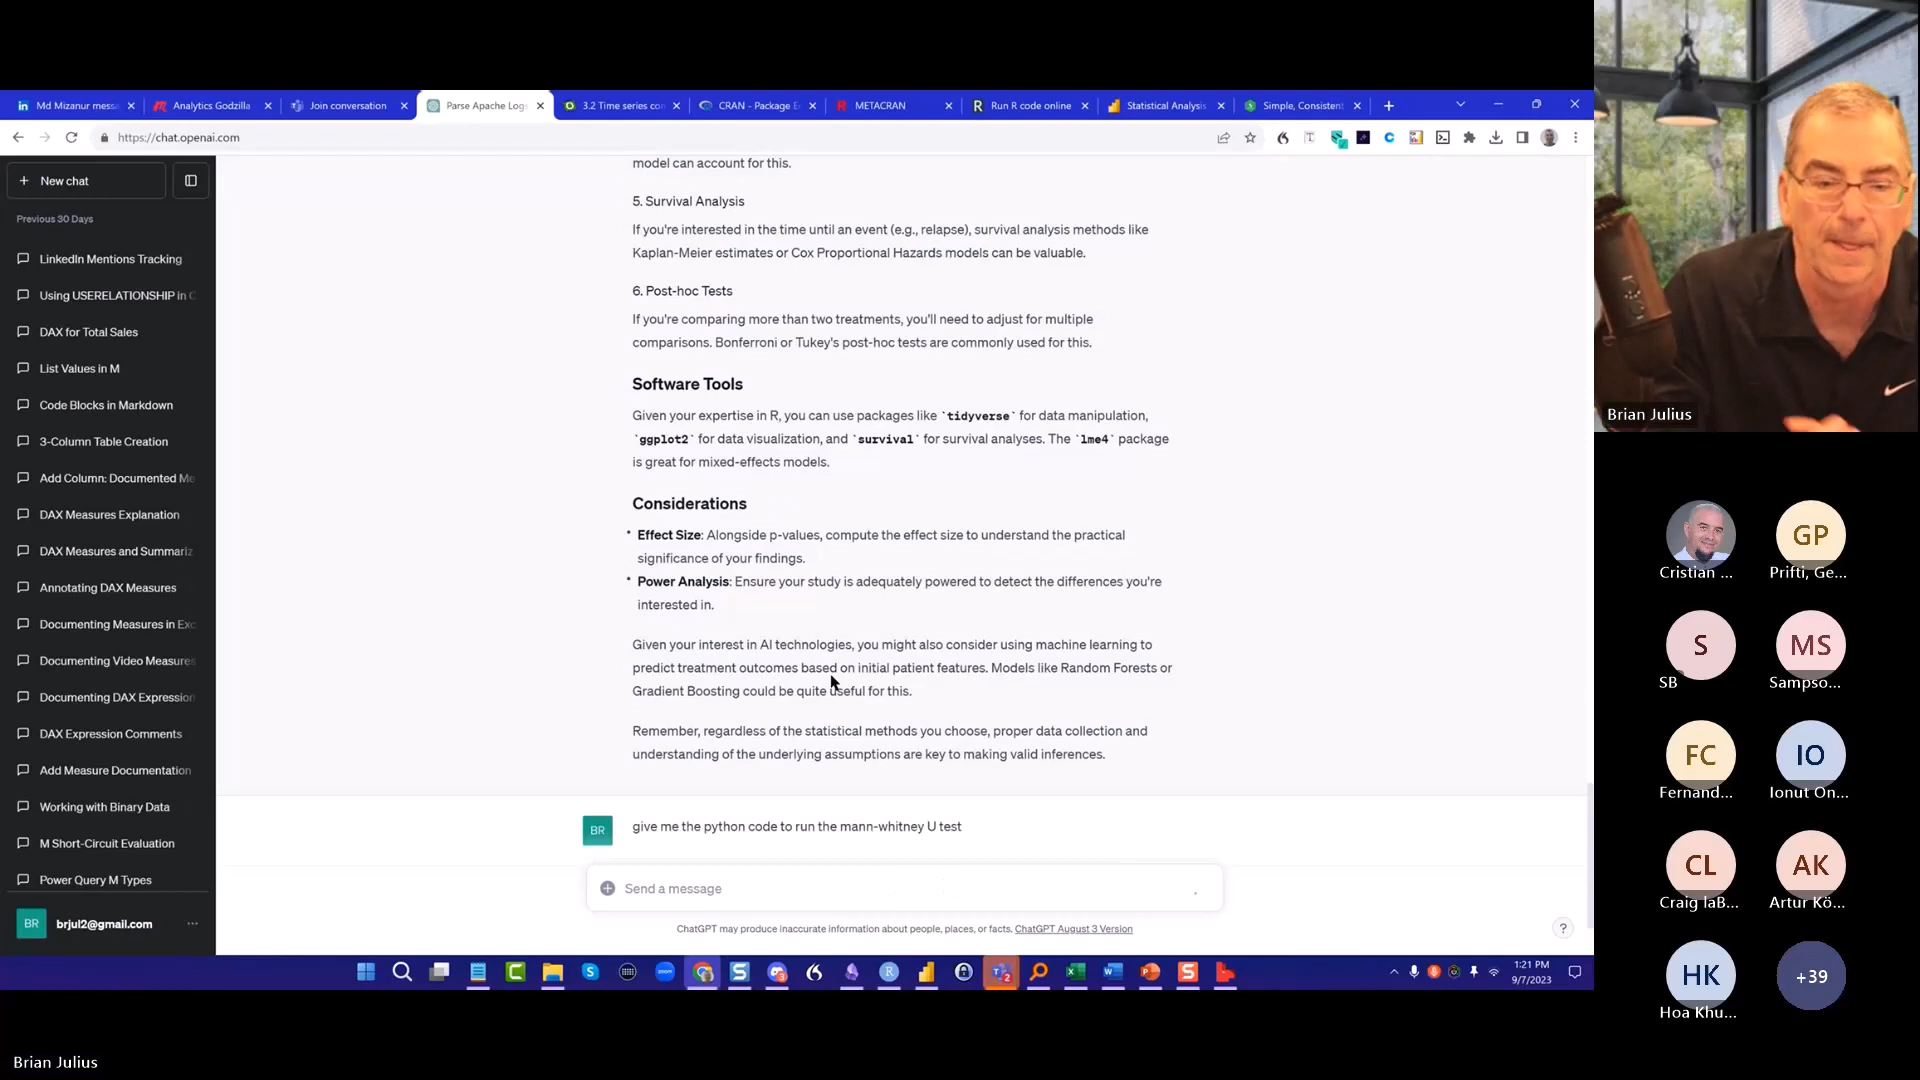 Md Mizanur mess
Analytics Godzilla
Join conversation
Parse Apache Log
3.2 Time series co
CRAN - Package E
METACRAN
Run R code online
Statistical Analysis
Simple, Consistent
https://chat.openai.com
New chat
Previous 30 Days
LinkedIn Mentions Tracking
Using USERELATIONSHIP in C
DAX for Total Sales
List Values in M
Code Blocks in Markdown
3-Column Table Creation
Add Column: Documented Me
DAX Measures Explanation
DAX Measures and Summariz
Annotating DAX Measures
Documenting Measures in Exc
Documenting Video Measures
Documenting DAX Expression
DAX Expression Comments
Add Measure Documentation
Working with Binary Data
M Short-Circuit Evaluation
Power Query M Types
BR brjul2@gmail.com
model can account for this.
5. Survival Analysis
If you're interested in the time until an event (e.g., relapse), survival analysis methods like
Kaplan-Meier estimates or Cox Proportional Hazards models can be valuable.
6. Post-hoc Tests
If you're comparing more than two treatments, you'll need to adjust for multiple
comparisons. Bonferroni or Tukey's post-hoc tests are commonly used for this.
Software Tools
Given your expertise in R, you can use packages like `tidyverse` for data manipulation,
`ggplot2` for data visualization, and `survival` for survival analyses. The `lme4` package
is great for mixed-effects models.
Considerations
• Effect Size: Alongside p-values, compute the effect size to understand the practical
significance of your findings.
• Power Analysis: Ensure your study is adequately powered to detect the differences you're
interested in.
Given your interest in AI technologies, you might also consider using machine learning to
predict treatment outcomes based on initial patient features. Models like Random Forests or
Gradient Boosting could be quite useful for this.
Remember, regardless of the statistical methods you choose, proper data collection and
understanding of the underlying assumptions are key to making valid inferences.
BR give me the python code to run the mann-whitney U test
Send a message
ChatGPT may produce inaccurate information about people, places, or facts. ChatGPT August 3 Version
?
1:21 PM
9/7/2023
Brian Julius
Cristian ...
GP
Prifti, Ge...
S
SB
MS
Sampso...
FC
Fernand...
IO
Ionut On...
CL
Craig laB...
AK
Artur Kö...
HK
Hoa Khu...
+39
Brian Julius